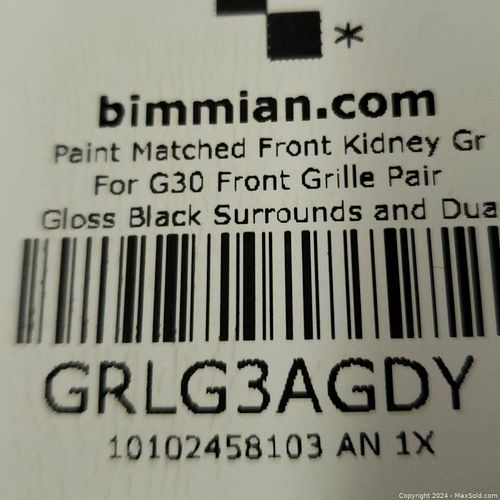 *
bimmian.com
Paint Matched Front Kidney Gr
For G30 Front Grille Pair
Gloss Black Surrounds and Dua
GRLG3AGDY
10102458103 AN 1X
Copyright 2024 - MaxSold.com